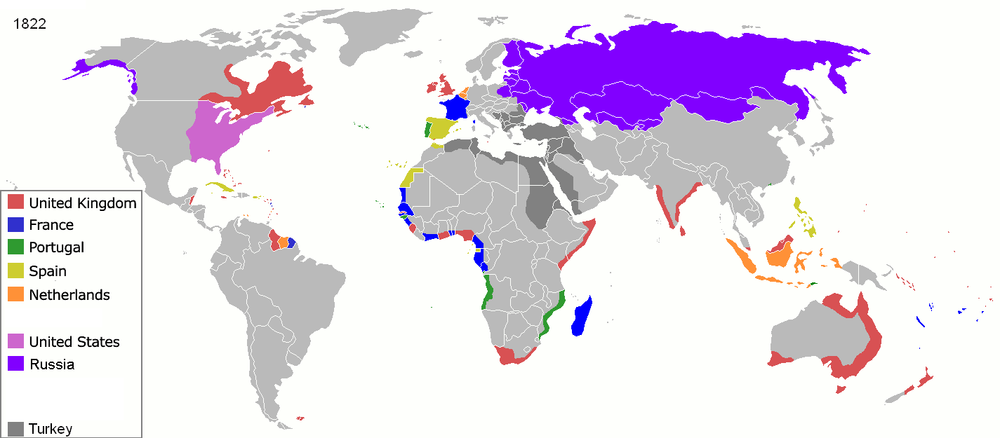 1822
United Kingdom
France
Portugal
Spain
Netherlands
United States
Russia
Turkey